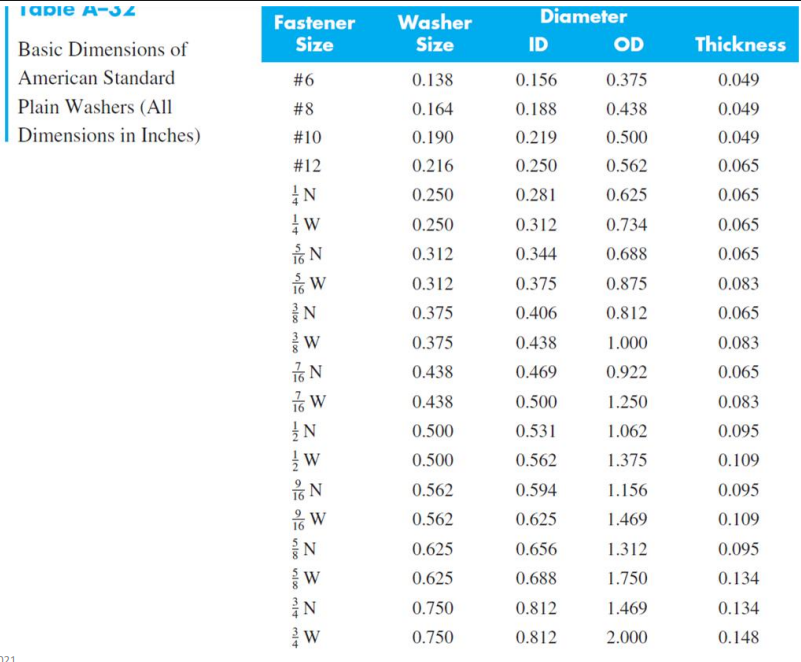 Table A–32
Basic Dimensions of
American Standard
Plain Washers (All
Dimensions in Inches)
Fastener Size Washer Size Diameter ID OD Thickness
#6 0.138 0.156 0.375 0.049
#8 0.164 0.188 0.438 0.049
#10 0.190 0.219 0.500 0.049
#12 0.216 0.250 0.562 0.065
1/4 N 0.250 0.281 0.625 0.065
1/4 W 0.250 0.312 0.734 0.065
5/16 N 0.312 0.344 0.688 0.065
5/16 W 0.312 0.375 0.875 0.083
3/8 N 0.375 0.406 0.812 0.065
3/8 W 0.375 0.438 1.000 0.083
7/16 N 0.438 0.469 0.922 0.065
7/16 W 0.438 0.500 1.250 0.083
1/2 N 0.500 0.531 1.062 0.095
1/2 W 0.500 0.562 1.375 0.109
9/16 N 0.562 0.594 1.156 0.095
9/16 W 0.562 0.625 1.469 0.109
5/8 N 0.625 0.656 1.312 0.095
5/8 W 0.625 0.688 1.750 0.134
3/4 N 0.750 0.812 1.469 0.134
3/4 W 0.750 0.812 2.000 0.148